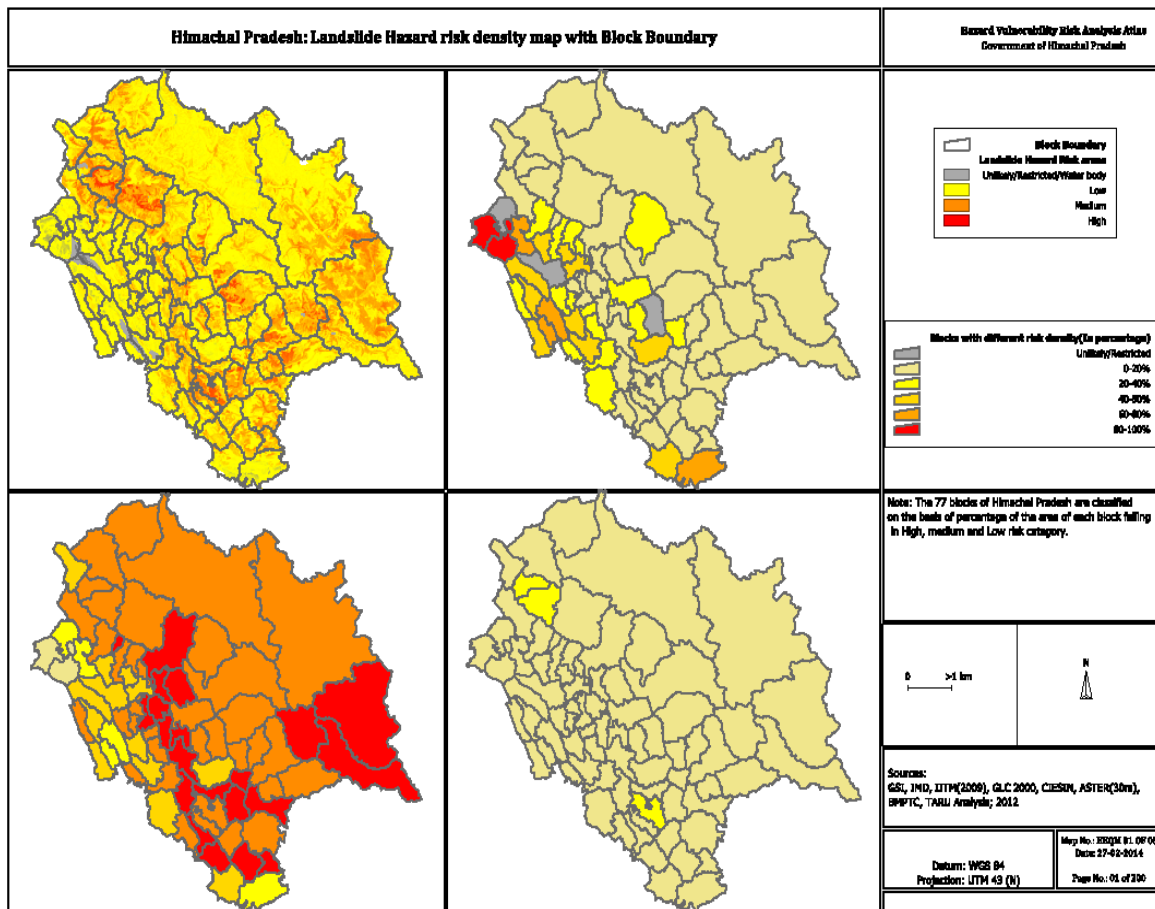 Himachal Pradesh: Landslide Hazard risk density map with Block Boundary
Hazard Vulnerability Risk Analysis Atlas
Government of Himachal Pradesh
Block Boundary
Landslide Hazard Risk areas
Unlikely/Restricted/Water body
Low
Medium
High
Blocks with different risk density(In percentage)
Unlikely/Restricted
0-20%
20-40%
40-60%
60-80%
80-100%
Note: The 77 blocks of Himachal Pradesh are classified
on the basis of percentage of the area of each block falling
in High, medium and Low risk category.
0 >1 km
N
Sources:
GSI, IMD, IITM(2009), GLC 2000, CIESIN, ASTER(30m),
BMPTC, TARU Analysis; 2012
Datum: WGS 84
Projection: UTM 43 (N)
Map No.: 01 OF
Date: 27-02-2014
Page No.: 01 of 200